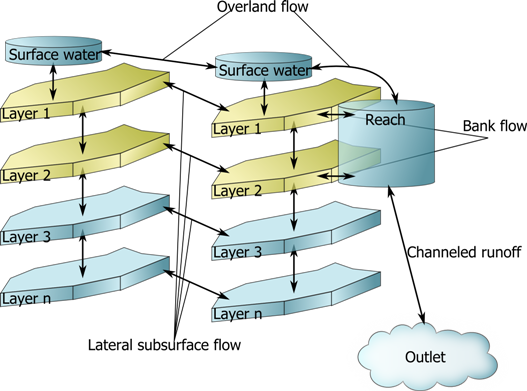 Overland flow
Surface water
Surface water
Layer 1
Layer 1
Reach
Bank flow
Layer 2
Layer 2
Layer 3
Layer 3
Channeled runoff
Layer n
Layer n
Lateral subsurface flow
Outlet